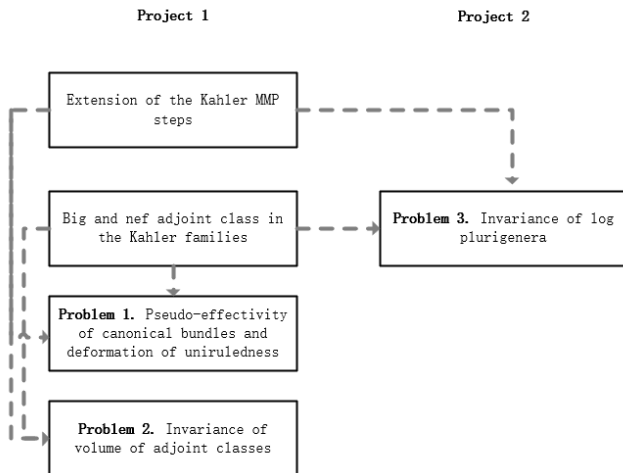 Project 1
Project 2
Extension of the Kahler MMP
steps
Big and nef adjoint class in
the Kahler families
Problem 3. Invariance of log
plurigenera
Problem 1. Pseudo-effectivity
of canonical bundles and
deformation of uniruledness
Problem 2. Invariance of
volume of adjoint classes